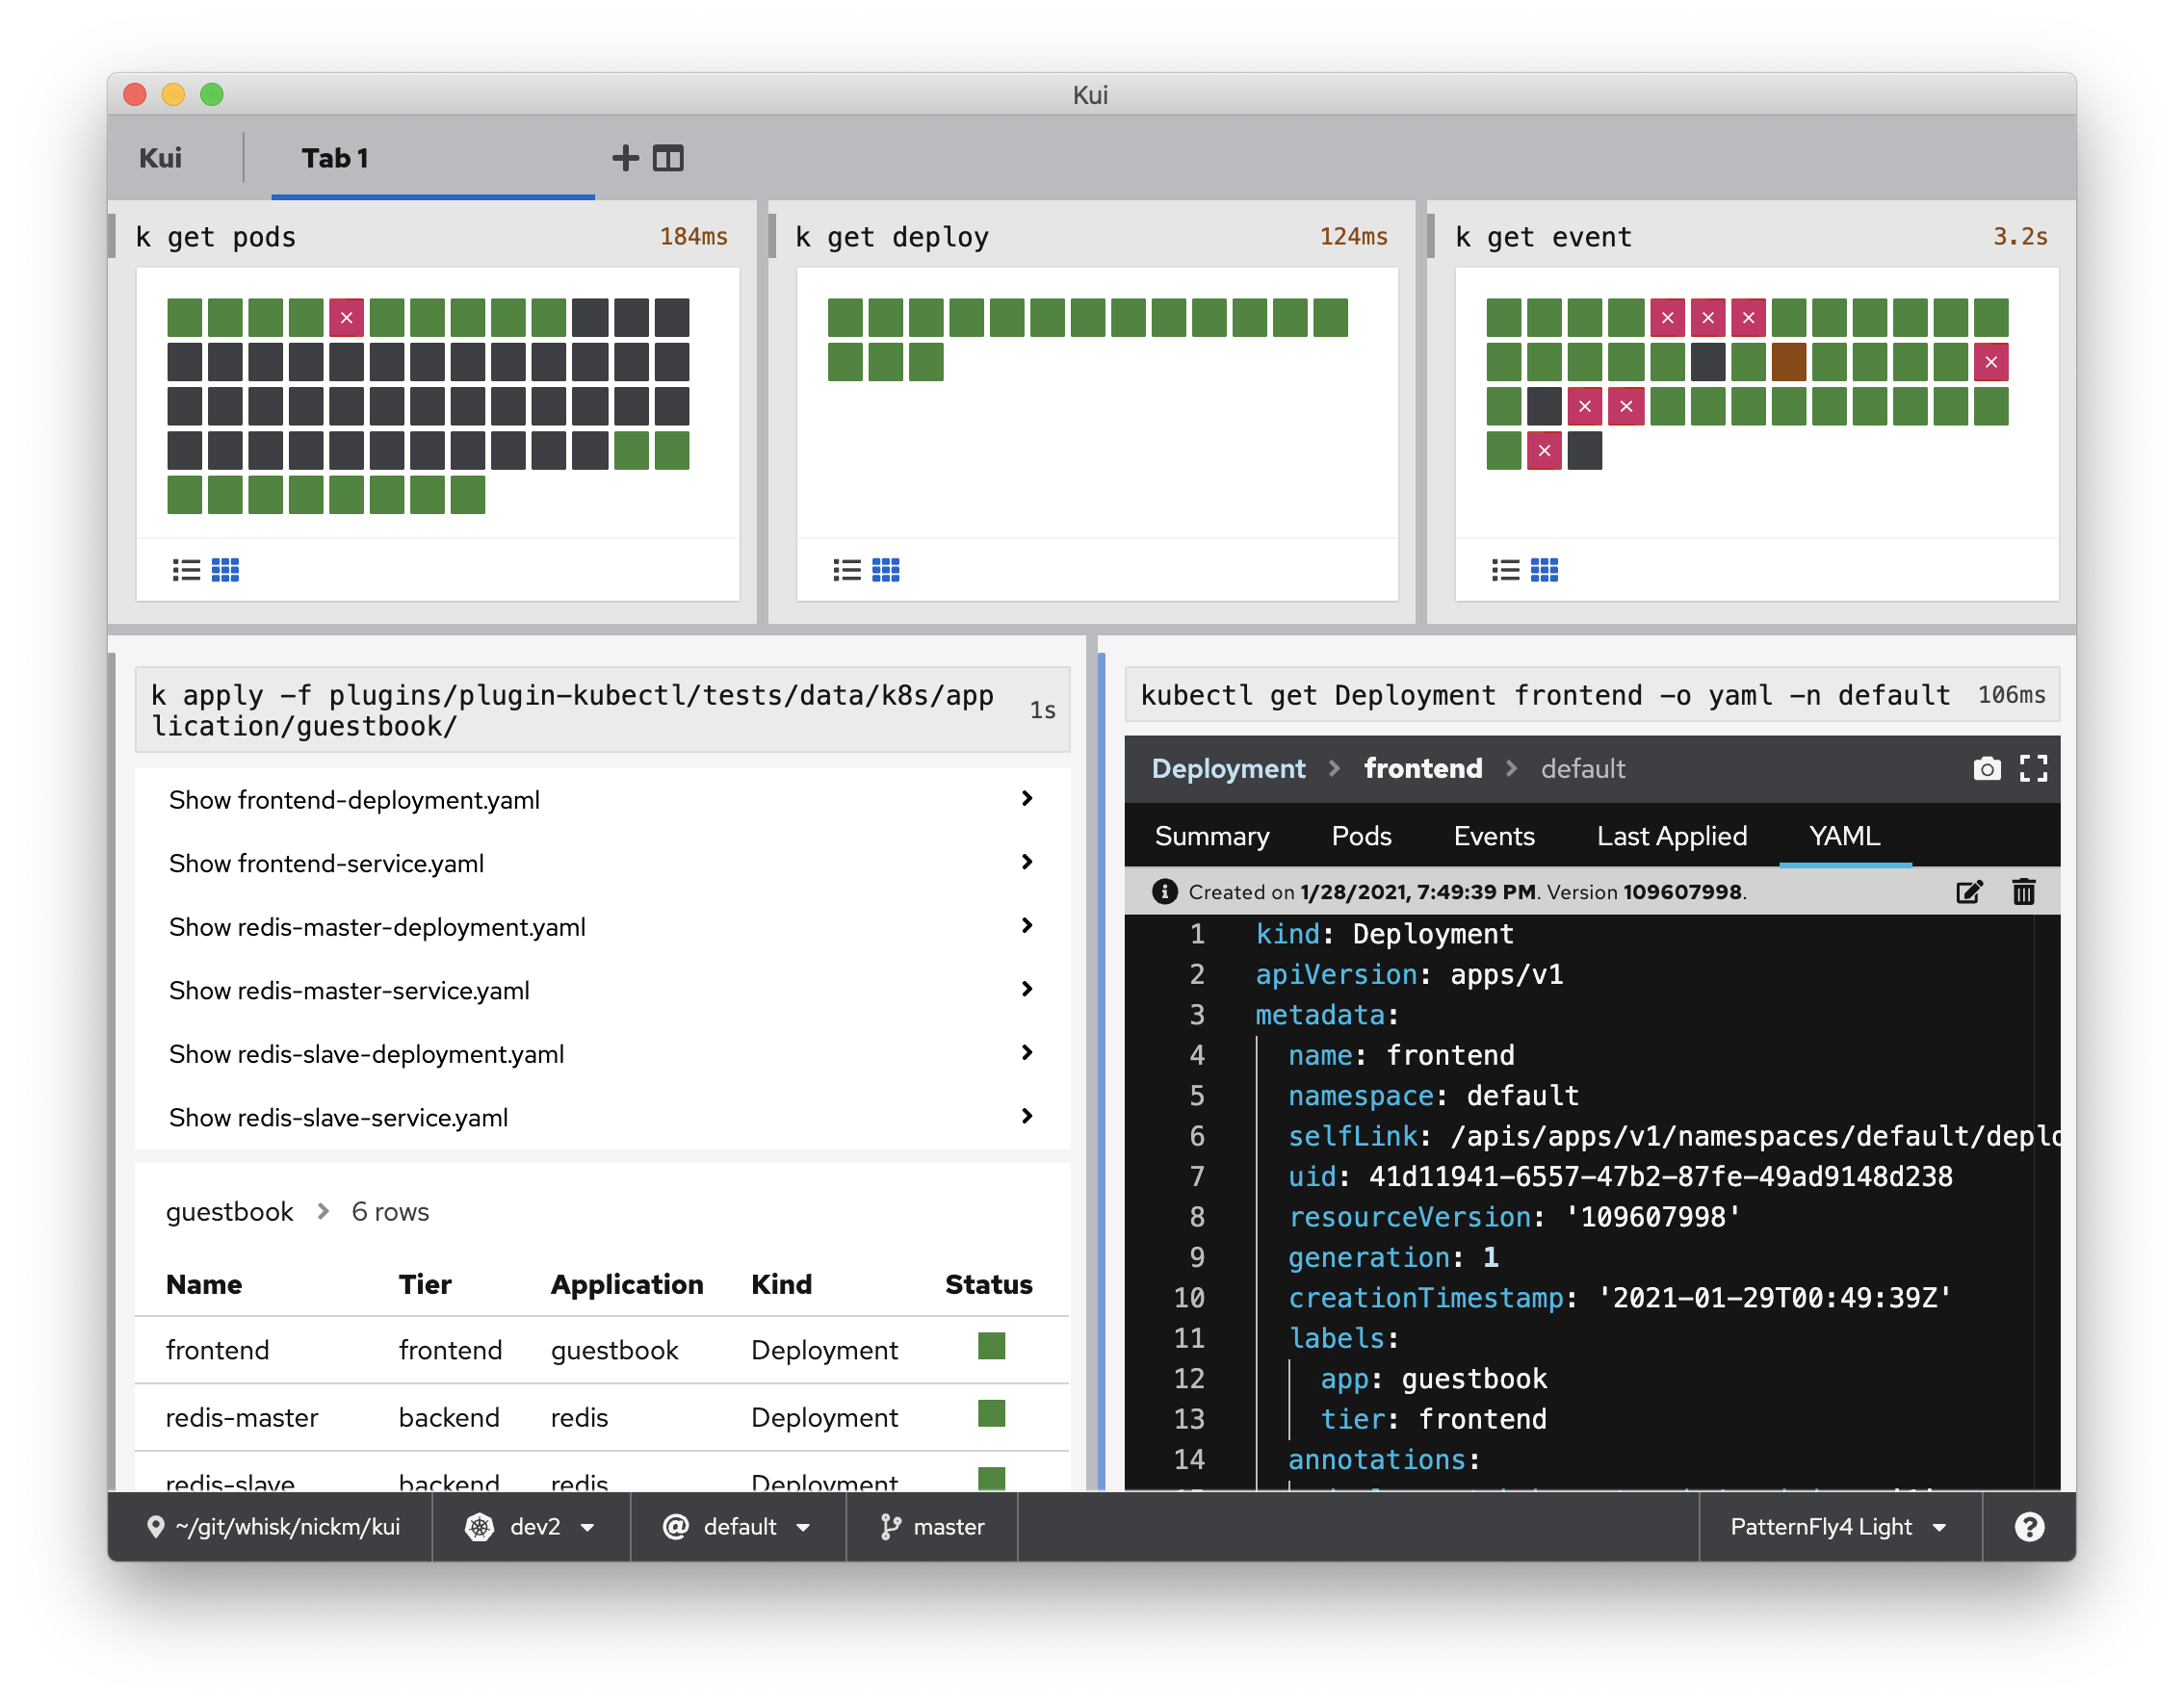 Kui
Kui
Tab 1
k get pods 184ms
k get deploy 124ms
k get event 3.2s
k apply -f plugins/plugin-kubectl/tests/data/k8s/app
lication/guestbook/
1s
Show frontend-deployment.yaml
Show frontend-service.yaml
Show redis-master-deployment.yaml
Show redis-master-service.yaml
Show redis-slave-deployment.yaml
Show redis-slave-service.yaml
guestbook > 6 rows
Name Tier Application Kind Status
frontend frontend guestbook Deployment
redis-master backend redis Deployment
redis-slave backend redis Deployment
kubectl get Deployment frontend -o yaml -n default 106ms
Deployment > frontend > default
Summary Pods Events Last Applied YAML
Created on 1/28/2021, 7:49:39 PM. Version 109607998.
1 kind: Deployment
2 apiVersion: apps/v1
3 metadata:
4 name: frontend
5 namespace: default
6 selfLink: /apis/apps/v1/namespaces/default/deplo
7 uid: 41d11941-6557-47b2-87fe-49ad9148d238
8 resourceVersion: '109607998'
9 generation: 1
10 creationTimestamp: '2021-01-29T00:49:39Z'
11 labels:
12 app: guestbook
13 tier: frontend
14 annotations:
~/git/whisk/nickm/kui dev2 @ default master PatternFly4 Light ?